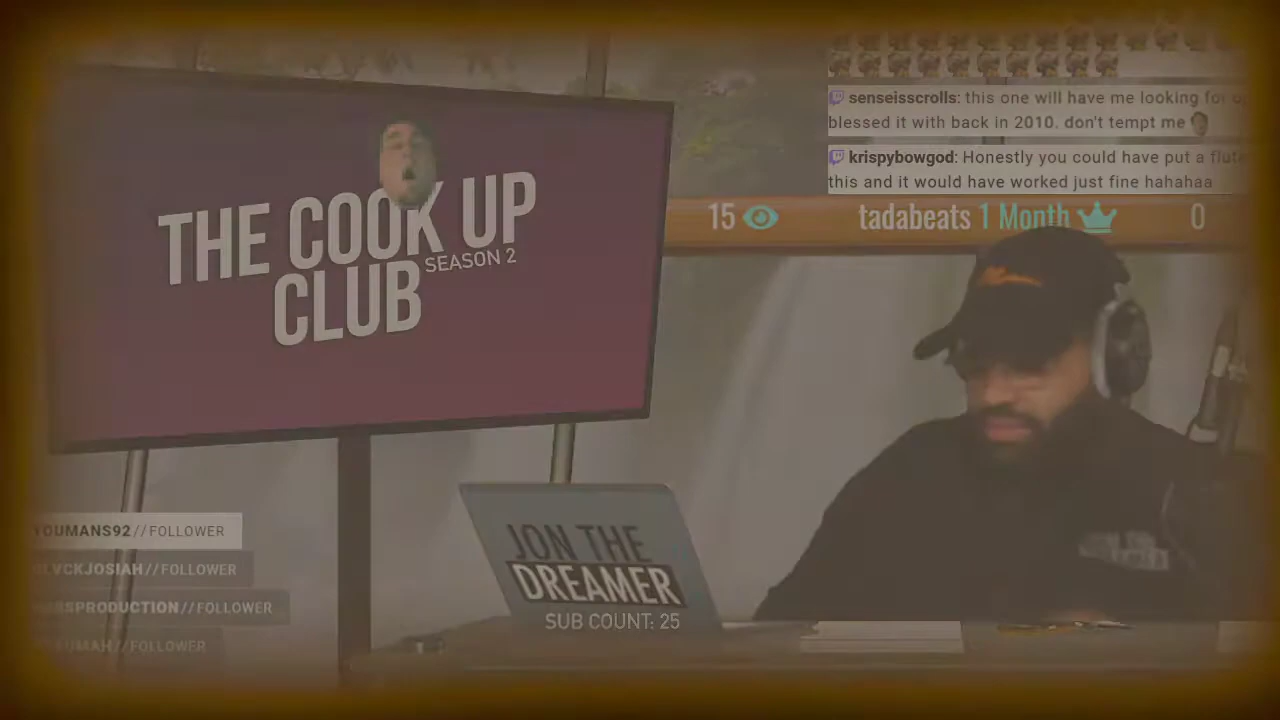 senseisscrolls: this one will have me looking for
blessed it with back in 2010. don't tempt me
krispybowgod: Honestly you could have put a flute
this and it would have worked just fine hahahaa
15
tadabeats 1 Month
0
THE COOK UP
CLUB
SEASON 2
YOUMANS92//FOLLOWER
//FOLLOWER
//FOLLOWER
//FOLLOWER
JON THE
DREAMER
SUB COUNT: 25